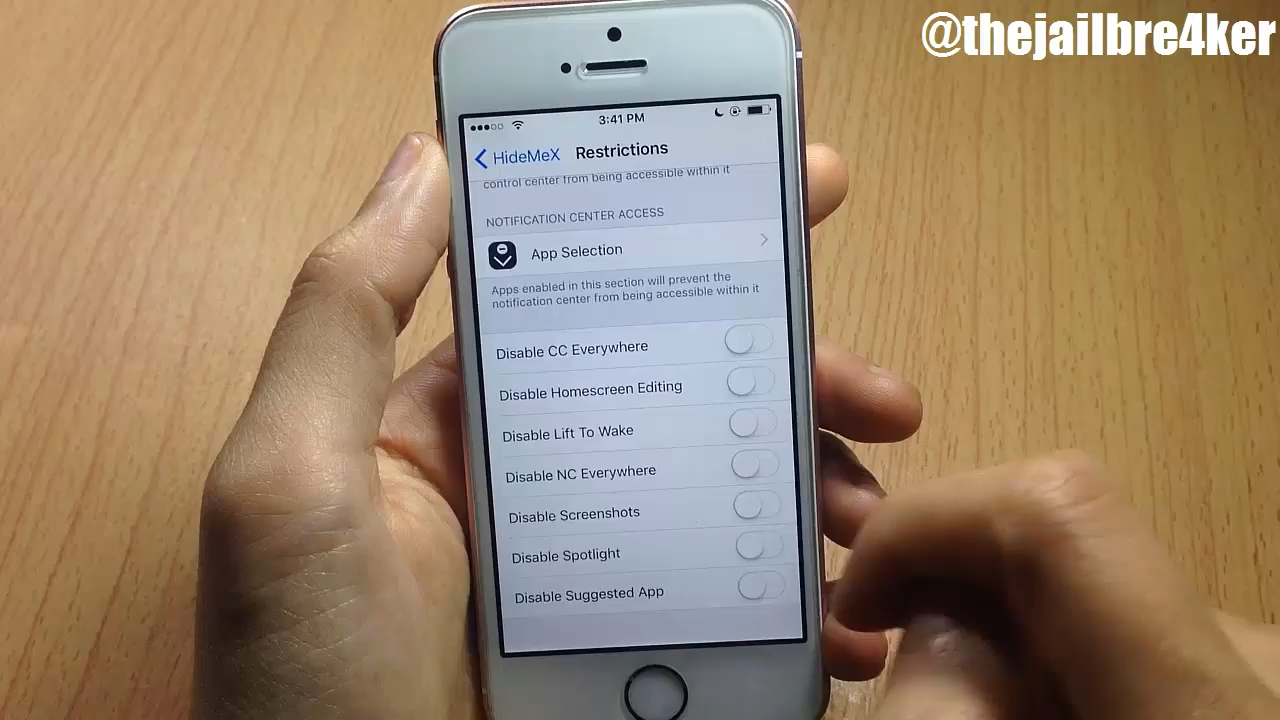 @thejailbre4ker
3:41 PM
HideMeX Restrictions
control center from being accessible within it
NOTIFICATION CENTER ACCESS
App Selection
Apps enabled in this section will prevent the
notification center from being accessible within it
Disable CC Everywhere
Disable Homescreen Editing
Disable Lift To Wake
Disable NC Everywhere
Disable Screenshots
Disable Spotlight
Disable Suggested App